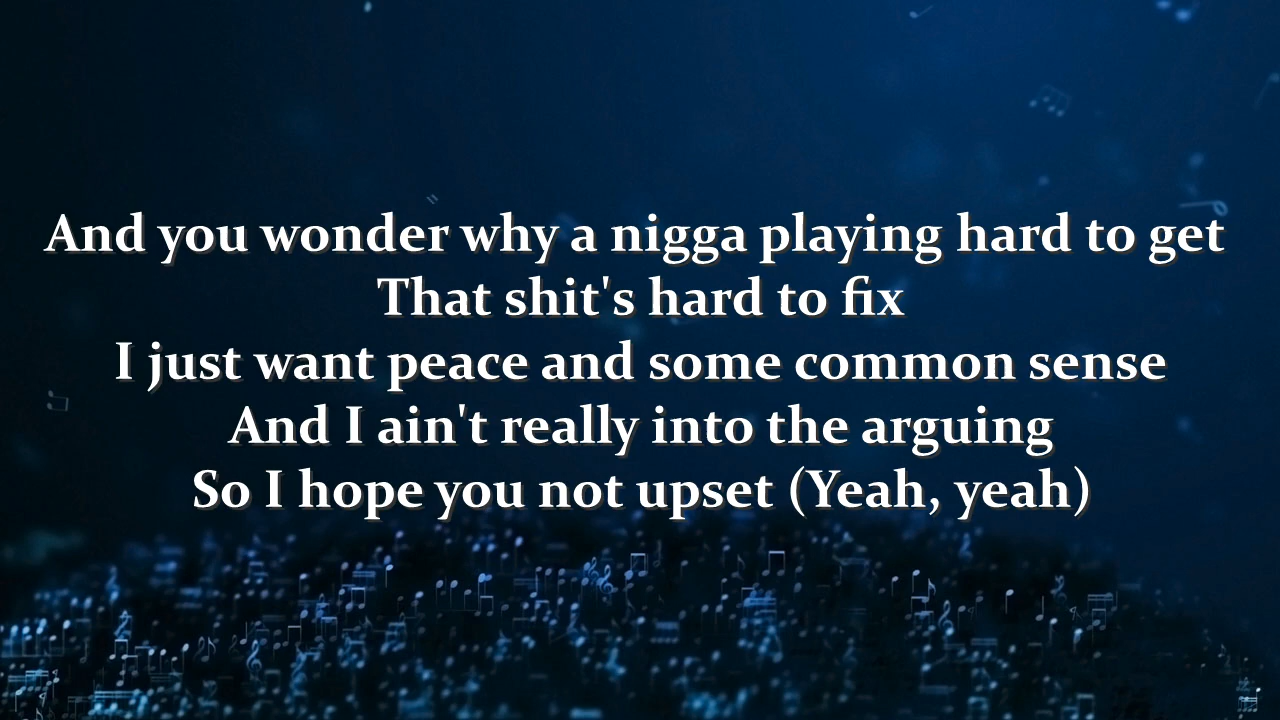 And you wonder why a nigga playing hard to get
That shit's hard to fix
I just want peace and some common sense
And I ain't really into the arguing
So I hope you not upset (Yeah, yeah)